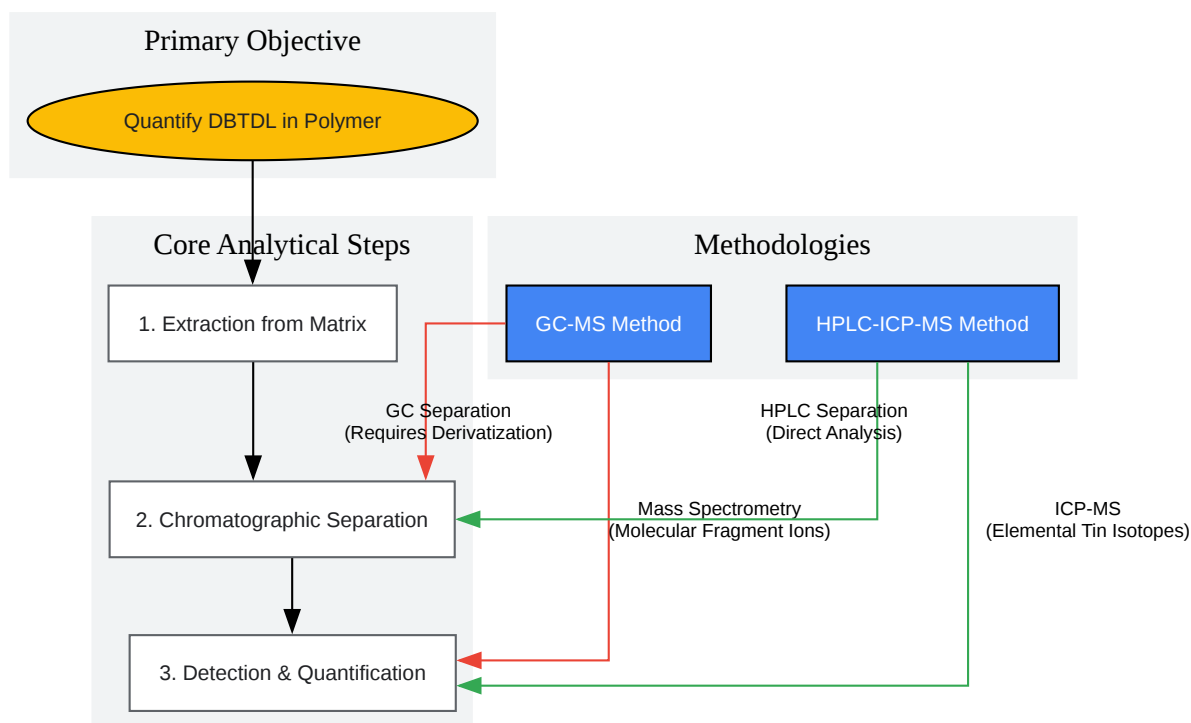 Primary Objective
Quantify DBTDL in Polymer
Core Analytical Steps
Methodologies
1. Extraction from Matrix
GC-MS Method
HPLC-ICP-MS Method
GC Separation
(Requires Derivatization)
HPLC Separation
(Direct Analysis)
2. Chromatographic Separation
Mass Spectrometry
(Molecular Fragment Ions)
ICP-MS
(Elemental Tin Isotopes)
3. Detection & Quantification